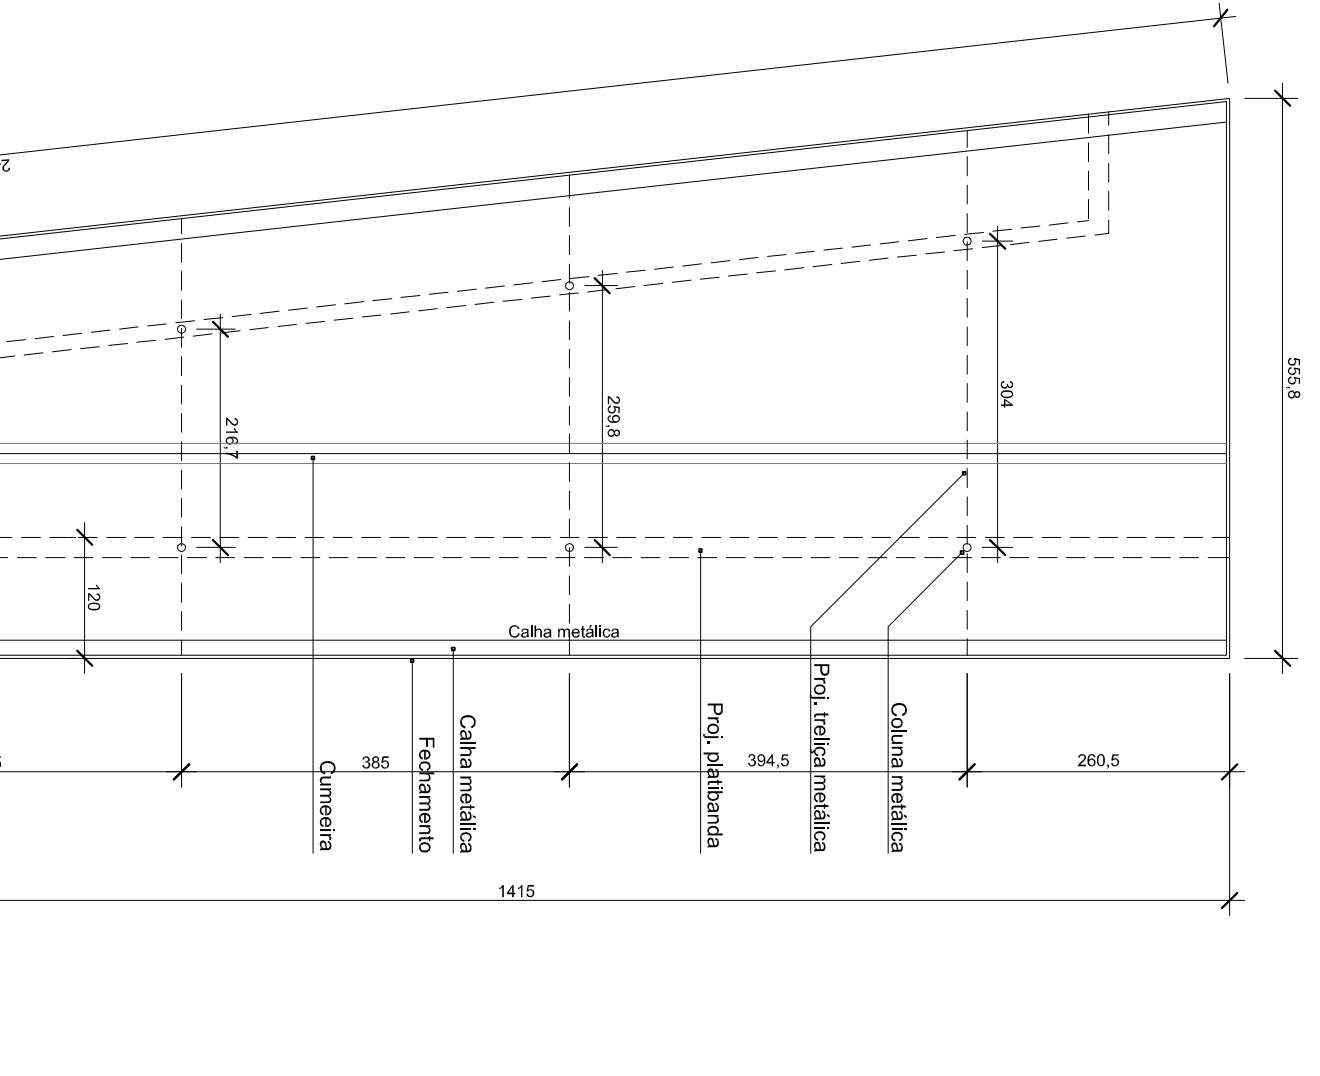 555,8
304
259,8
216,7
120
Calha metálica
Cumeeira
Fechamento
Calha metálica
Proj. platibanda
Proj. treliça metálica
Coluna metálica
385
394,5
260,5
1415